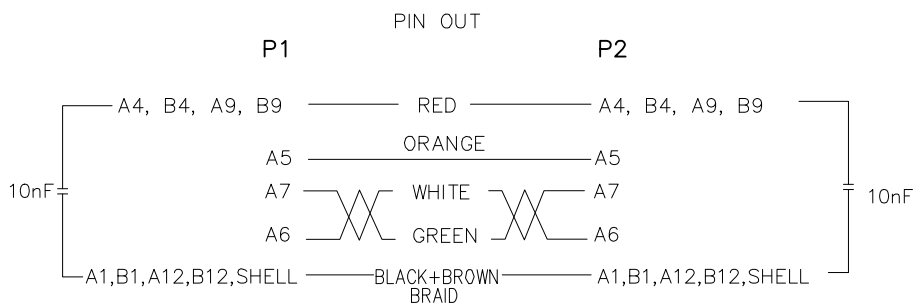 PIN OUT
P1 P2
A4, B4, A9, B9 RED A4, B4, A9, B9
ORANGE
A5 A5
10nF A7 WHITE A7 10nF
A6 GREEN A6
A1,B1,A12,B12,SHELL BLACK+BROWN A1,B1,A12,B12,SHELL
BRAID